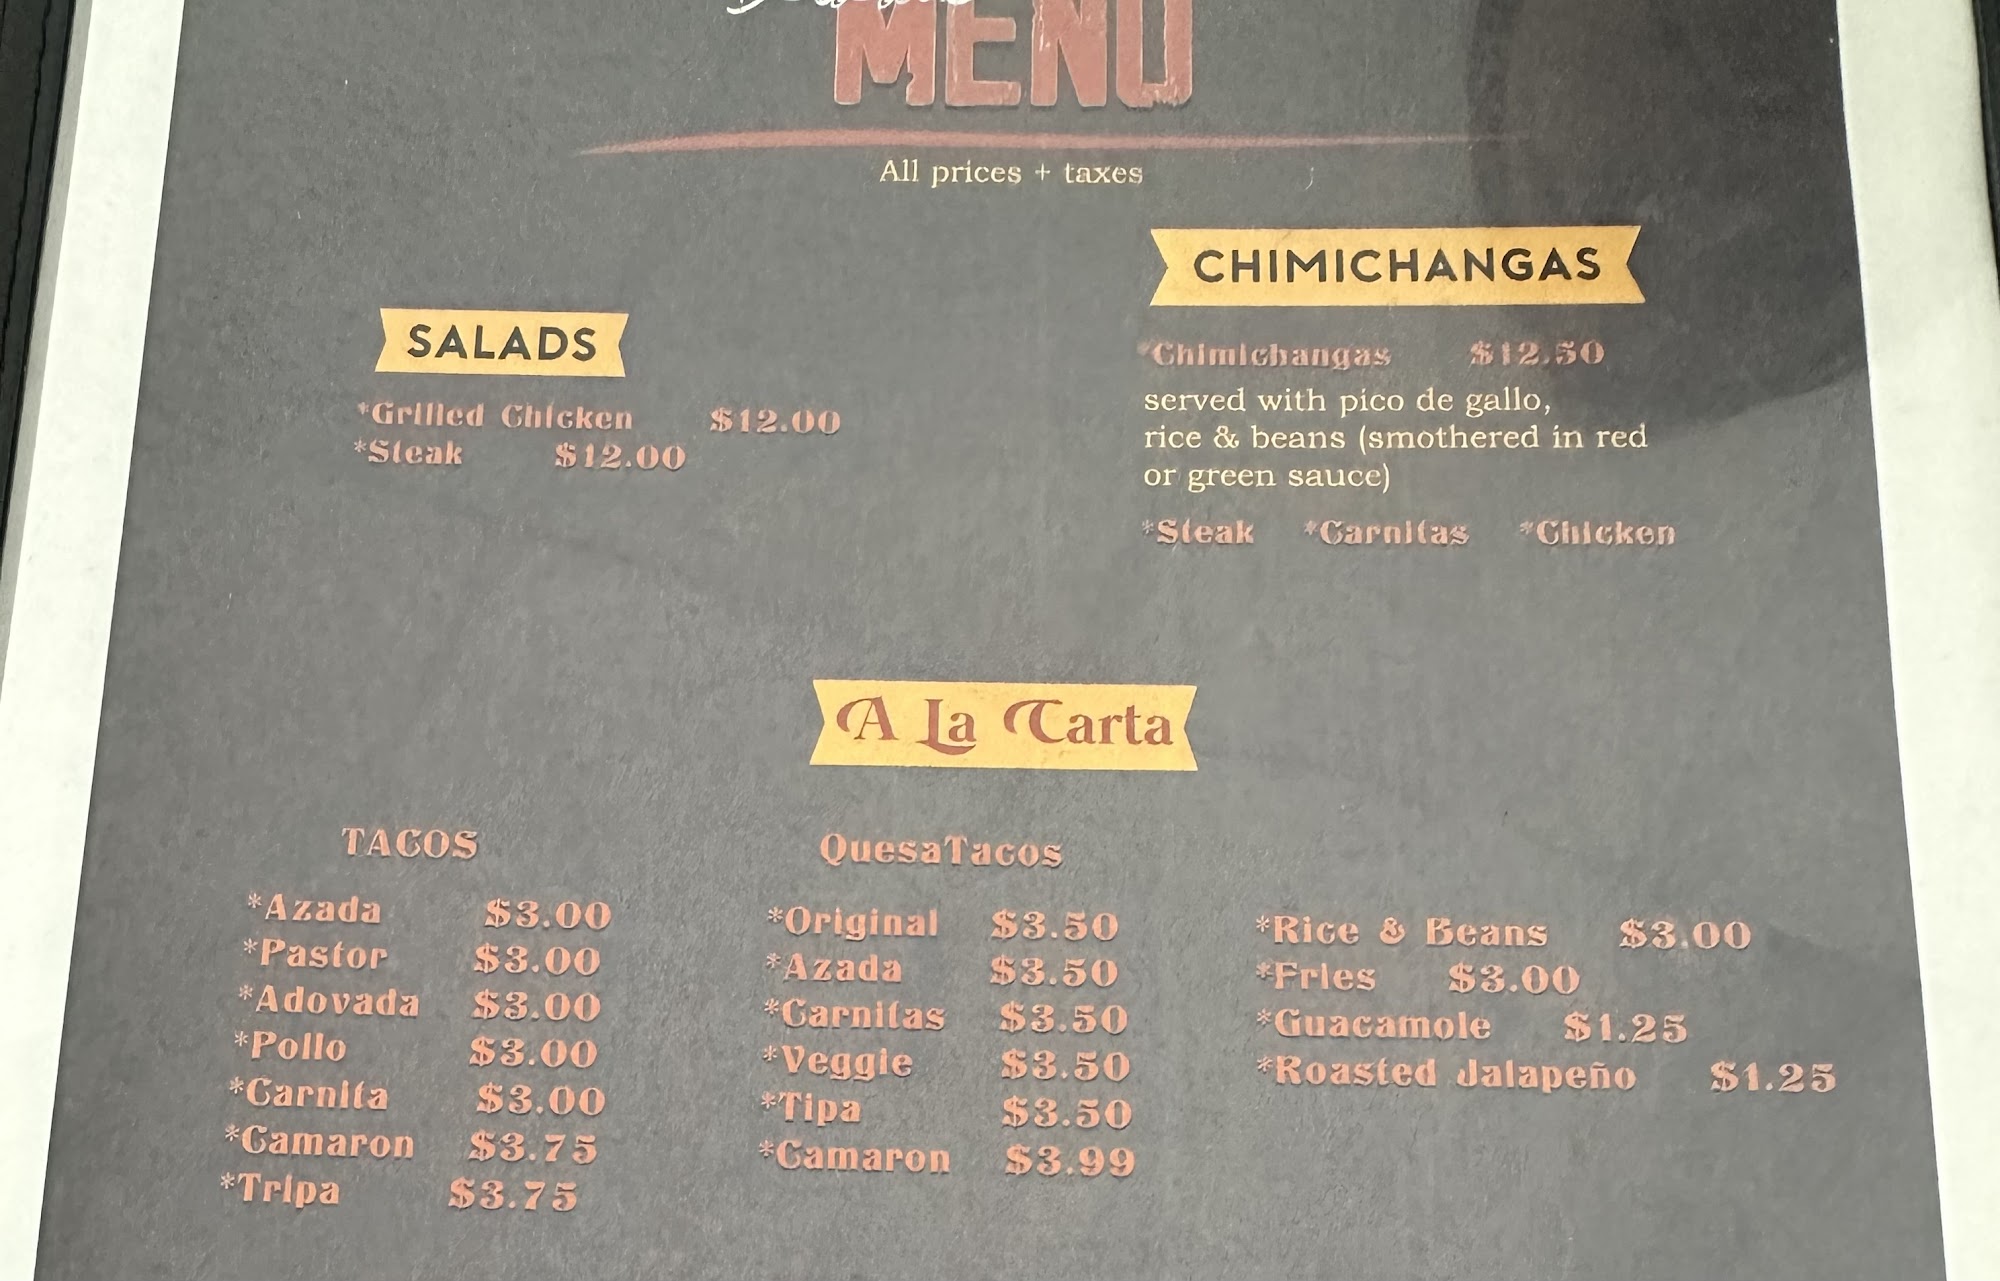 MENU
All prices + taxes
SALADS
*Grilled Chicken $12.00
*Steak $12.00
CHIMICHANGAS
*Chimichangas $12.50
served with pico de gallo,
rice & beans (smothered in red
or green sauce)
*Steak *Carnitas *Chicken
A La Carta
TACOS
*Azada $3.00
*Pastor $3.00
*Adovada $3.00
*Pollo $3.00
*Carnita $3.00
*Camaron $3.75
*Tripa $3.75
QuesaTacos
*Original $3.50
*Azada $3.50
*Carnitas $3.50
*Veggie $3.50
*Tipa $3.50
*Camaron $3.99
*Rice & Beans $3.00
*Fries $3.00
*Guacamole $1.25
*Roasted Jalapeño $1.25